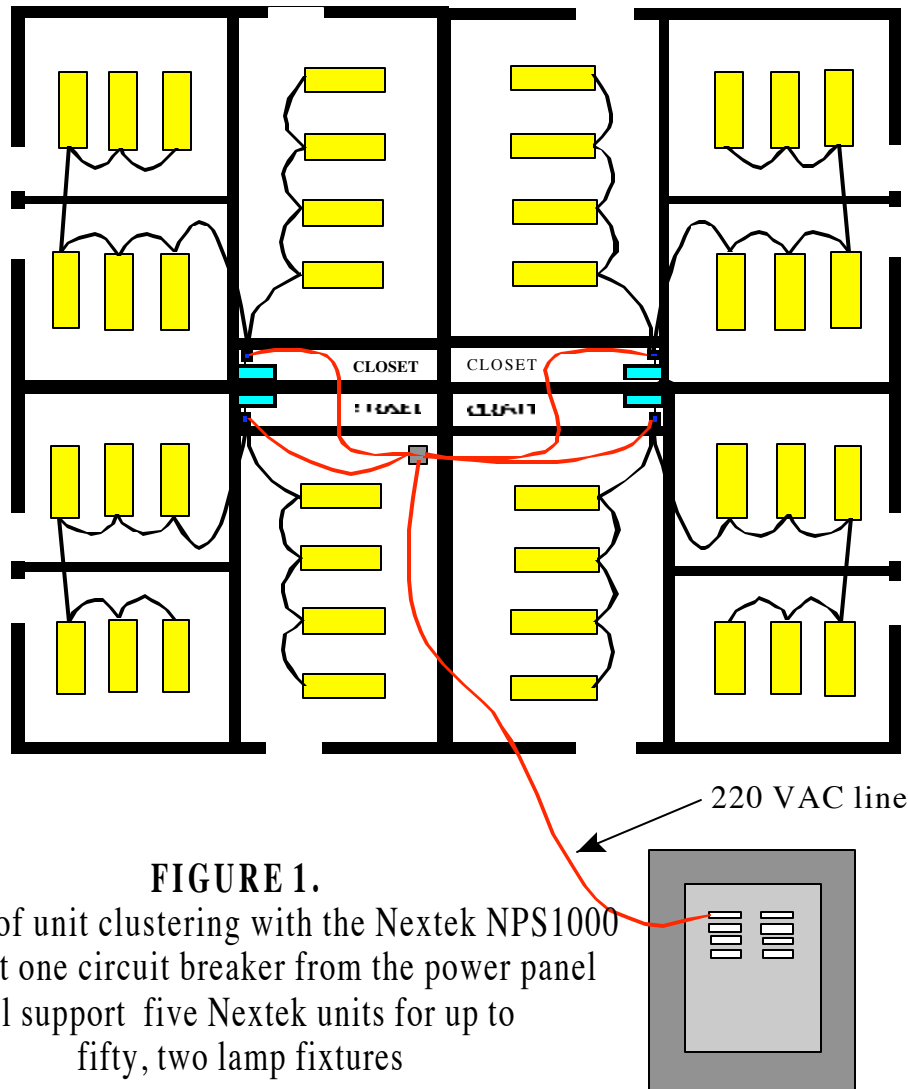 CLOSET
CLOSET
220 VAC line
FIGURE 1.
of unit clustering with the Nextek NPS1000
one circuit breaker from the power panel
support five Nextek units for up to
fifty, two lamp fixtures